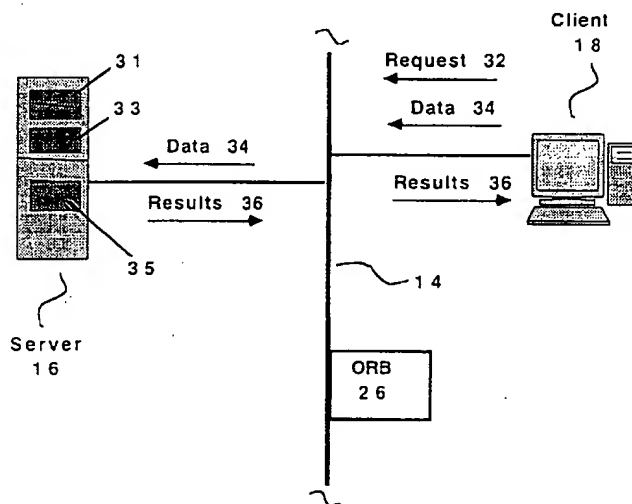 Client
18
31
Request 32
33
Data 34
Data 34
Results 36
Results 36
35
14
Server
16
ORB
26